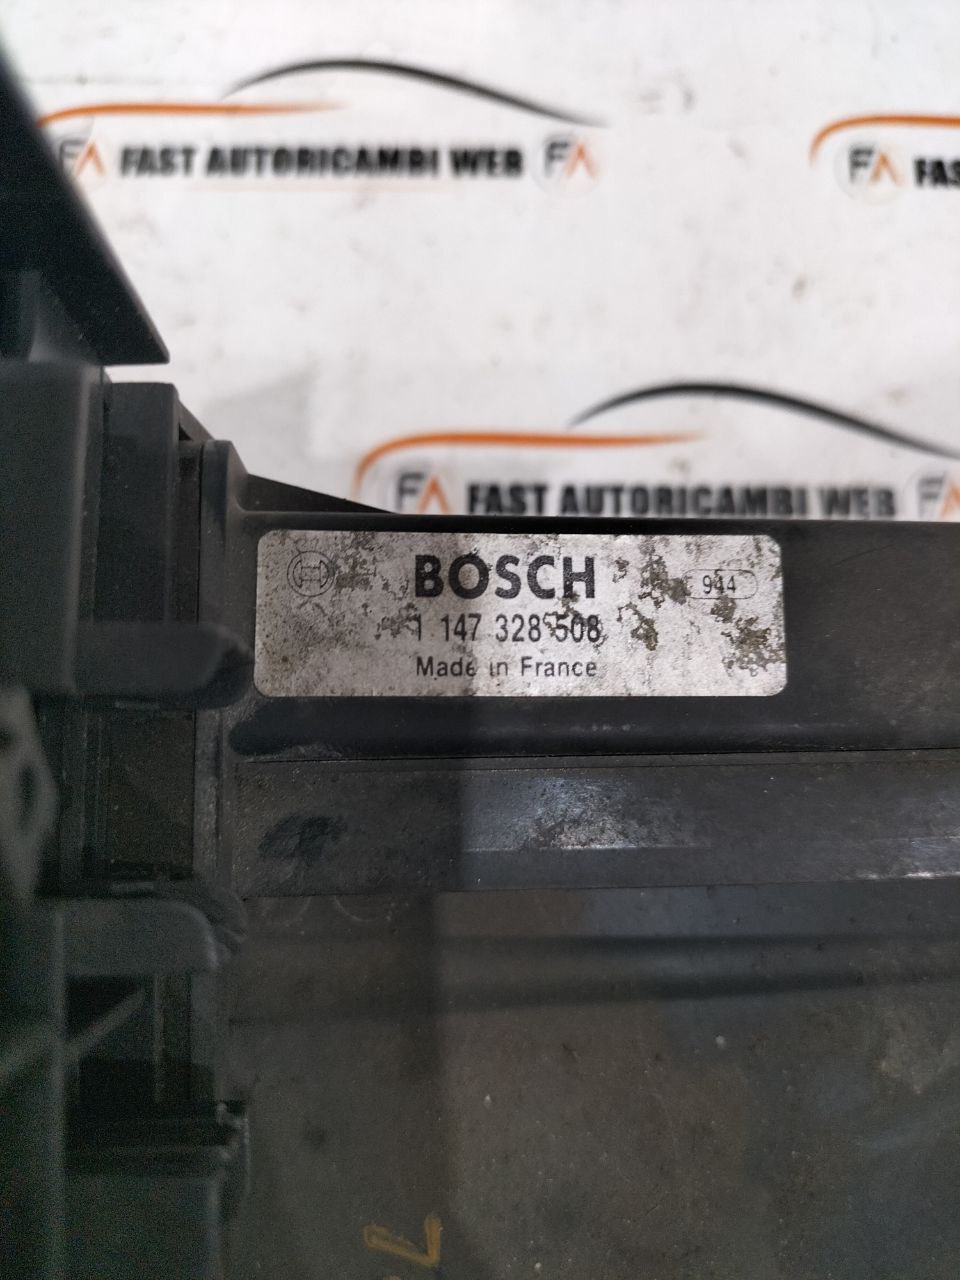 FA FAST AUTORICAMBI WEB FA
FA FAS
FA FAST AUTORICAMBI WEB FA
BOSCH
944
1 147 328 508
Made in France